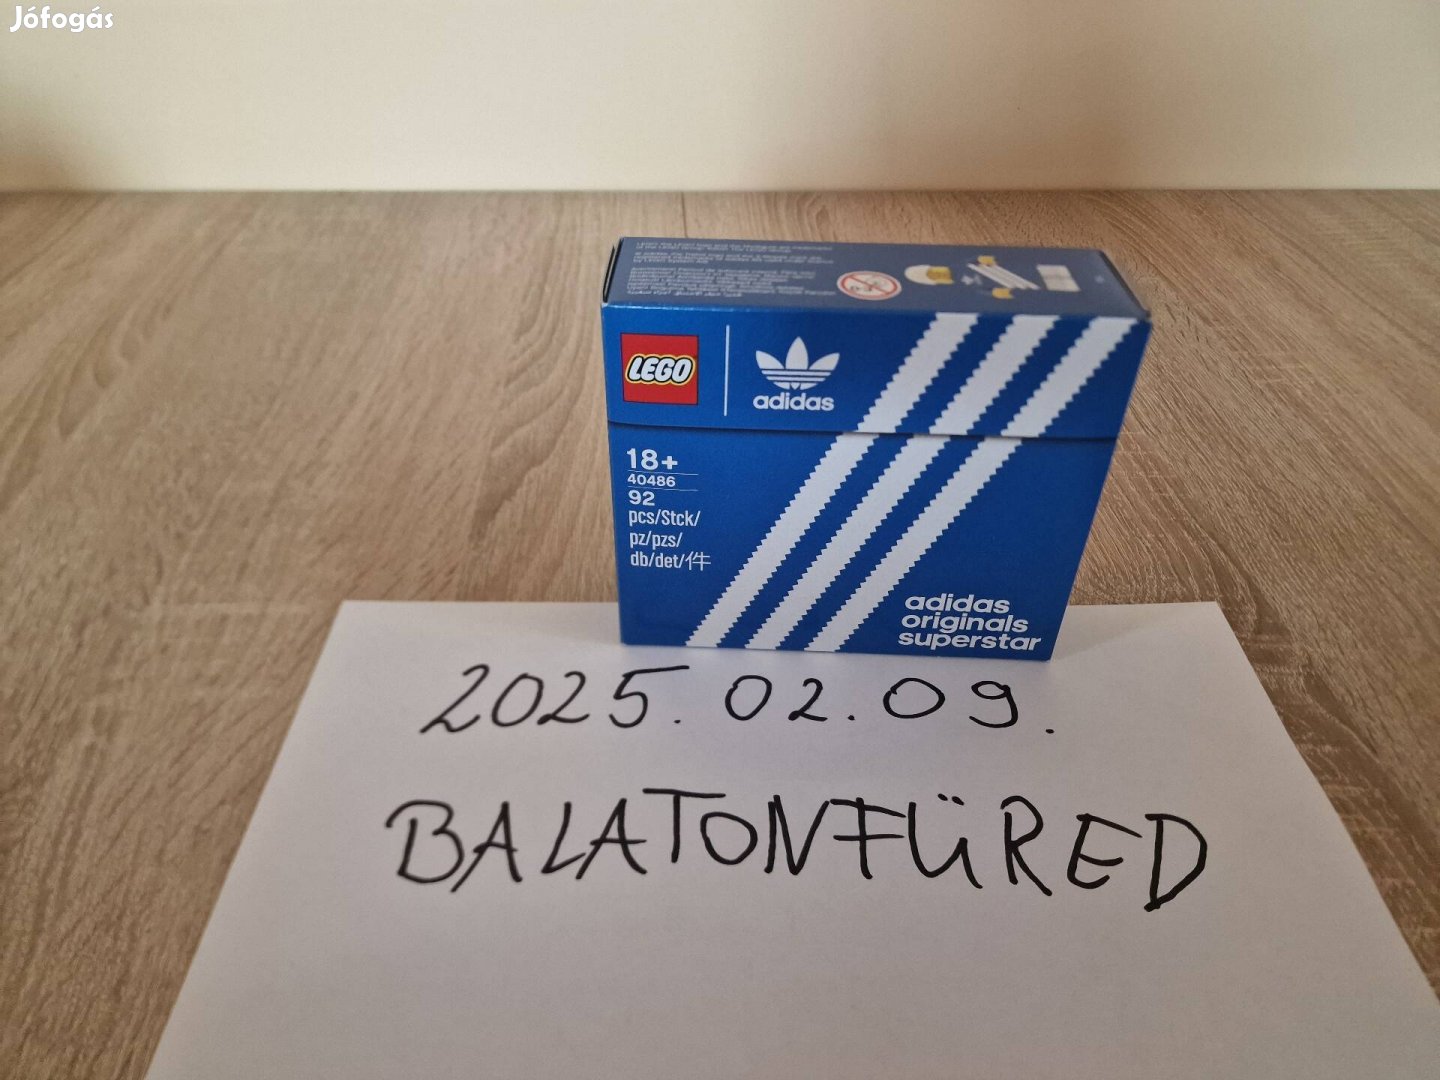 Jófogás
LEGO
adidas
18+
40486
92
pcs/Stck/
pz/pzs/
db/det/件
adidas
originals
superstar
2025.02.09.
BALATONFÜRED